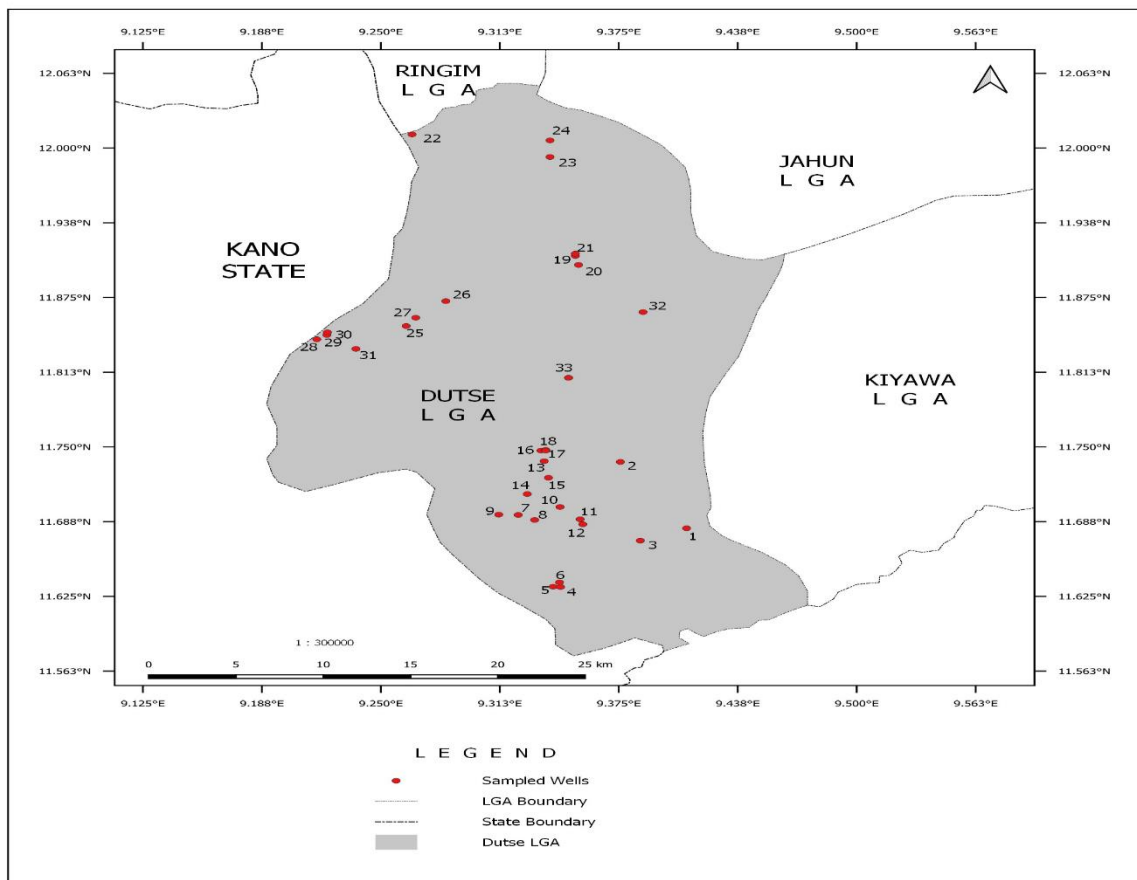 9.125°E 9.188°E 9.250°E 9.313°E 9.375°E 9.438°E 9.500°E 9.563°E
12.063°N
12.063°N
RINGIM
L G A
24
22
12.000°N
12.000°N
23
JAHUN
L G A
11.938°N
11.938°N
KANO
STATE
21
19
20
11.875°N
11.875°N
26
32
27
25
30
28
29
31
11.813°N
11.813°N
33
DUTSE
L G A
KIYAWA
L G A
11.750°N
11.750°N
18
16
17
13
2
15
14
10
9
7
8
11
12
11.688°N
11.688°N
1
3
6
5
4
11.625°N
11.625°N
1 : 300000
0 5 10 15 20 25 km
11.563°N
11.563°N
9.125°E 9.188°E 9.250°E 9.313°E 9.375°E 9.438°E 9.500°E 9.563°E
L E G E N D
Sampled Wells
LGA Boundary
State Boundary
Dutse LGA